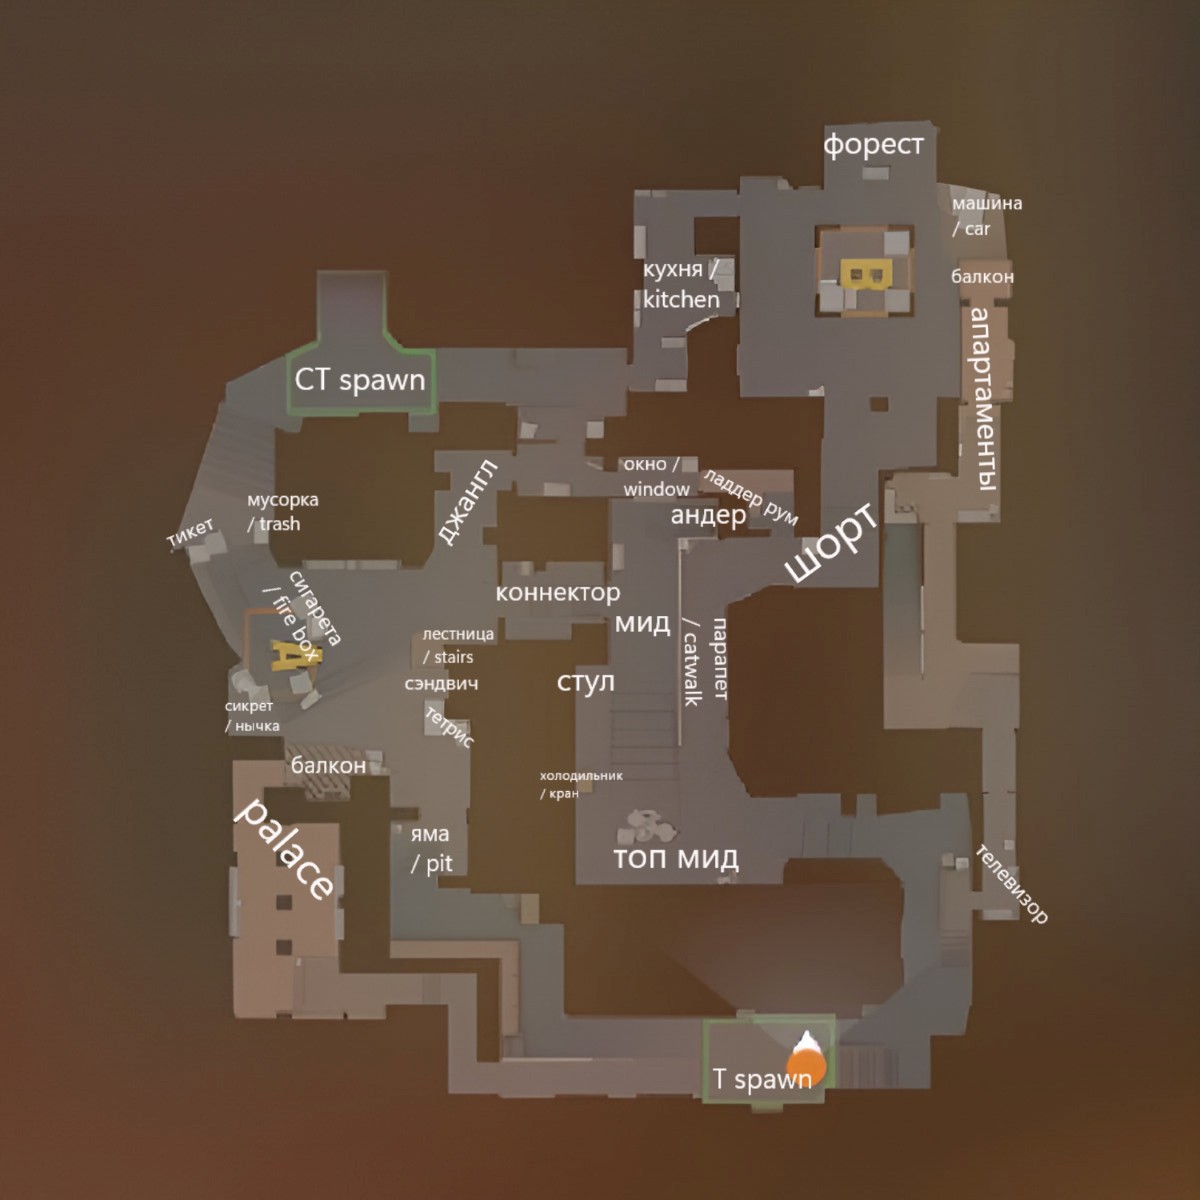 форест
машина
/ car
балкон
апартаменты
кухня /
kitchen
B
CT spawn
окно /
window
ладдер рум
андер
шорт
джангл
мусорка
/ trash
тикет
сигарета
/ fire box
A
коннектор
мид
парапет
/ catwalk
лестница
/ stairs
сэндвич
стул
тетрис
сикрет
/ нычка
балкон
холодильник
/ кран
palace
яма
/ pit
топ мид
телевизор
T spawn